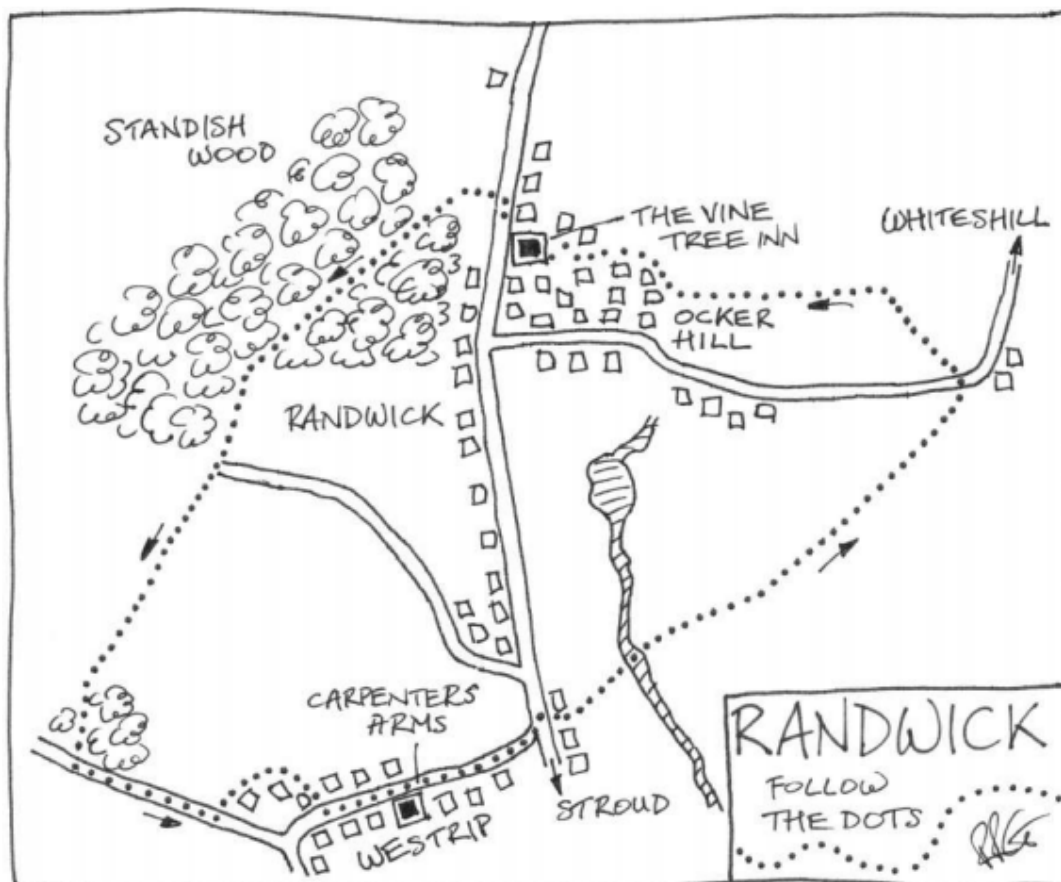 STANDISH
WOOD
THE VINE
TREE INN
WHITESHILL
OCKER
HILL
RANDWICK
CARPENTERS
ARMS
WESTRIP
STROUD
RANDWICK
FOLLOW
THE DOTS